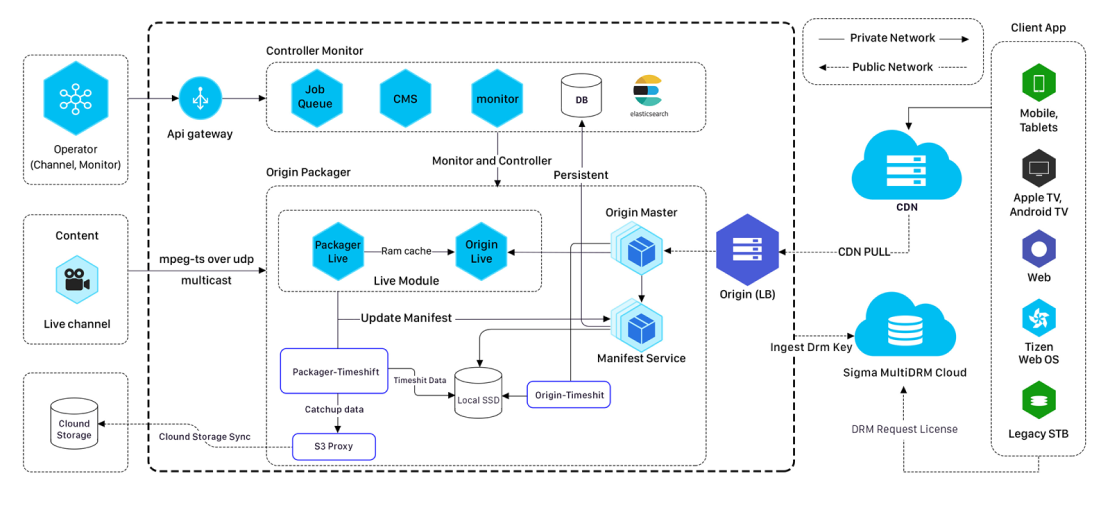 Controller Monitor
Private Network
Public Network
Client App
Operator
(Channel, Monitor)
Api gateway
Job
Queue
CMS
monitor
DB
elasticsearch
Mobile,
Tablets
Monitor and Controller
Origin Packager
Persistent
CDN
Apple TV,
Android TV
Content
Live channel
mpeg-ts over udp
multicast
Packager
Live
Ram cache
Origin
Live
Live Module
Origin Master
Origin (LB)
CDN PULL
Web
Update Manifest
Manifest Service
Ingest Drm Key
Sigma MultiDRM Cloud
Tizen
Web OS
Packager-Timeshift
Timeshit Data
Local SSD
Origin-Timeshit
Catchup data
S3 Proxy
Clound
Storage
Clound Storage Sync
DRM Request License
Legacy STB